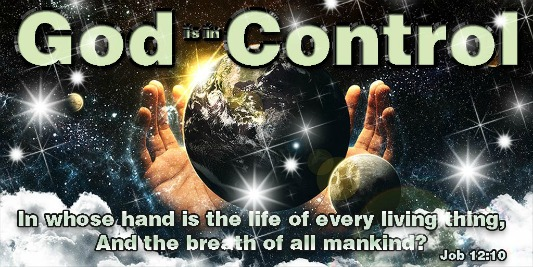 God is in Control
In whose hand is the life of every living thing,
And the breath of all mankind?
Job 12:10